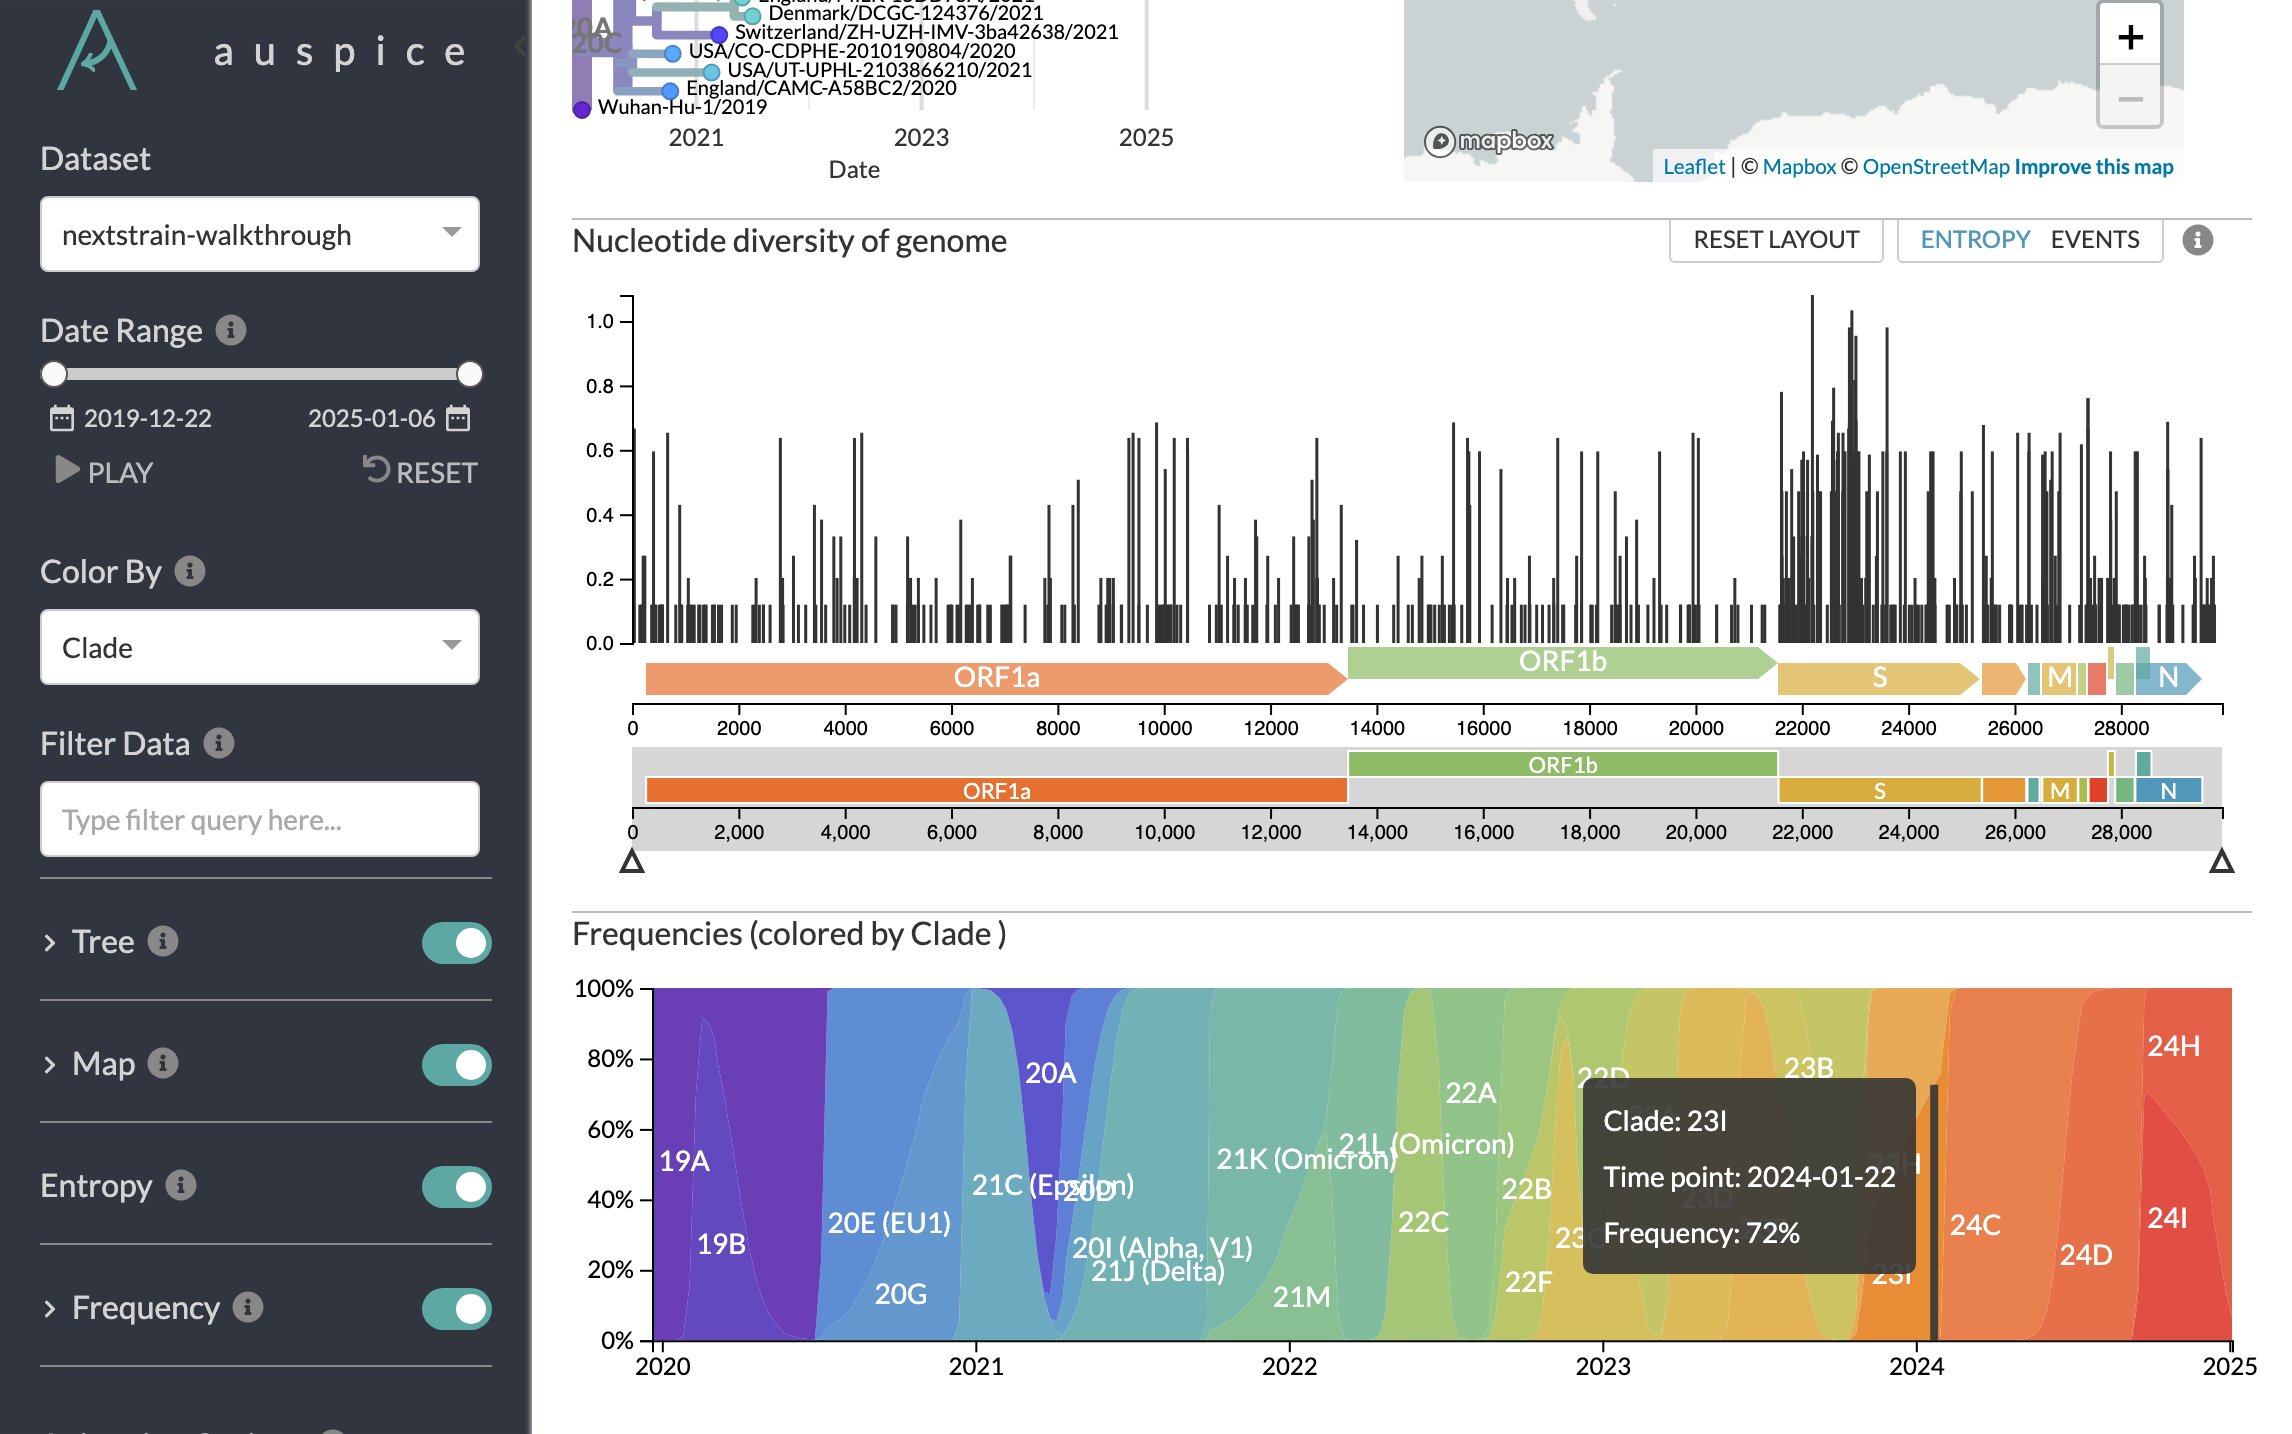 auspice
Dataset
nextstrain-walkthrough
Date Range
2019-12-22
2025-01-06
PLAY
RESET
Color By
Clade
Filter Data
Type filter query here...
Tree
Map
Entropy
Frequency
20A
20C
Denmark/DCGC-124376/2021
Switzerland/ZH-UZH-IMV-3ba42638/2021
USA/CO-CDPHE-2010190804/2020
USA/UT-UPHL-2103866210/2021
England/CAMC-A58BC2/2020
Wuhan-Hu-1/2019
2021 2023 2025
Date
+
−
mapbox
Leaflet | © Mapbox © OpenStreetMap Improve this map
Nucleotide diversity of genome
RESET LAYOUT
ENTROPY EVENTS
1.0
0.8
0.6
0.4
0.2
0.0
ORF1a ORF1b S M N
0 2000 4000 6000 8000 10000 12000 14000 16000 18000 20000 22000 24000 26000 28000
ORF1b
ORF1a S M N
0 2,000 4,000 6,000 8,000 10,000 12,000 14,000 16,000 18,000 20,000 22,000 24,000 26,000 28,000
Frequencies (colored by Clade )
100%
80%
60%
40%
20%
0%
19A
19B
20E (EU1)
20G
21C (Epsilon)
20A
20D
20I (Alpha, V1)
21J (Delta)
21K (Omicron)
21M
21L (Omicron)
22C
22A
22B
22F
22D
23D
23B
23H
23I
24C
24D
24H
24I
Clade: 23I
Time point: 2024-01-22
Frequency: 72%
2020 2021 2022 2023 2024 2025